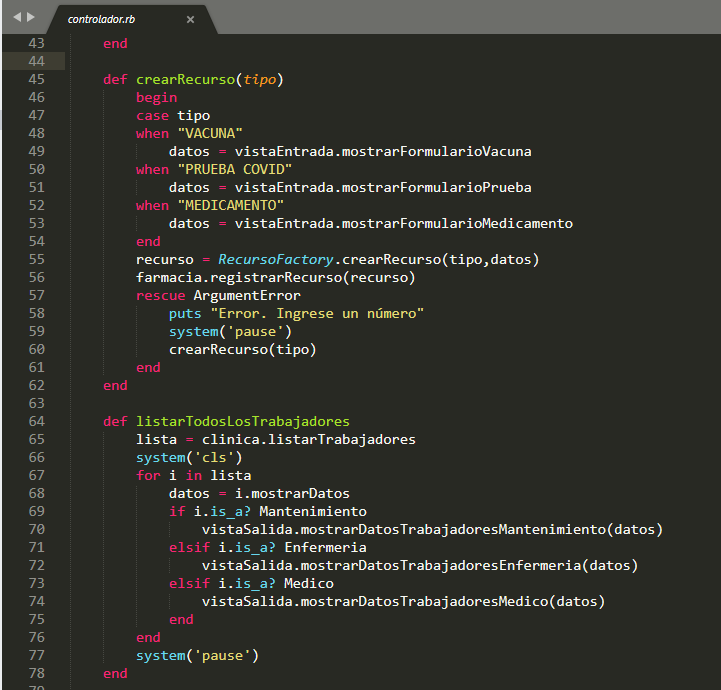 controlador.rb
43 end
44
45 def crearRecurso(tipo)
46 begin
47 case tipo
48 when "VACUNA"
49 datos = vistaEntrada.mostrarFormularioVacuna
50 when "PRUEBA COVID"
51 datos = vistaEntrada.mostrarFormularioPrueba
52 when "MEDICAMENTO"
53 datos = vistaEntrada.mostrarFormularioMedicamento
54 end
55 recurso = RecursoFactory.crearRecurso(tipo,datos)
56 farmacia.registrarRecurso(recurso)
57 rescue ArgumentError
58 puts "Error. Ingrese un número"
59 system('pause')
60 crearRecurso(tipo)
61 end
62 end
63
64 def listarTodosLosTrabajadores
65 lista = clinica.listarTrabajadores
66 system('cls')
67 for i in lista
68 datos = i.mostrarDatos
69 if i.is_a? Mantenimiento
70 vistaSalida.mostrarDatosTrabajadoresMantenimiento(datos)
71 elsif i.is_a? Enfermeria
72 vistaSalida.mostrarDatosTrabajadoresEnfermeria(datos)
73 elsif i.is_a? Medico
74 vistaSalida.mostrarDatosTrabajadoresMedico(datos)
75 end
76 end
77 system('pause')
78 end